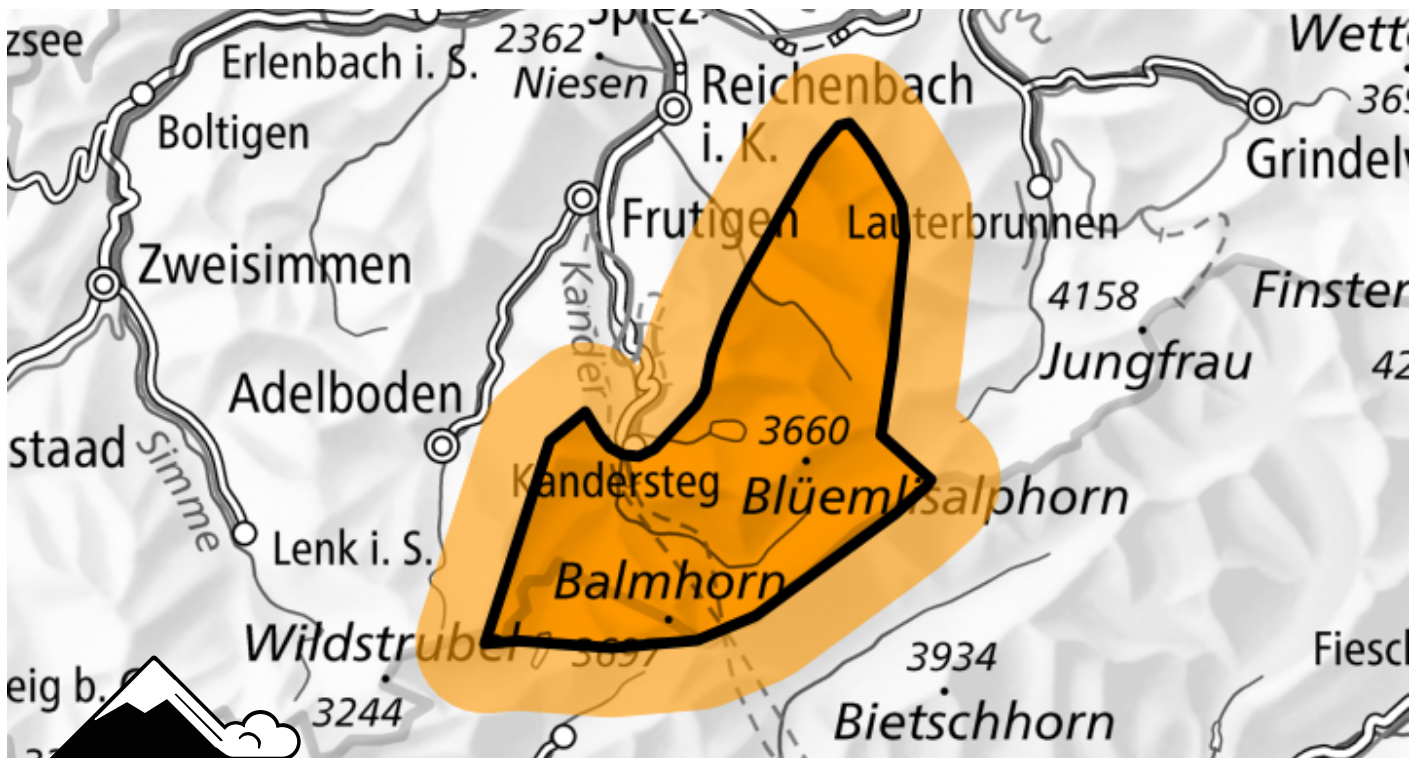 Spiez
zsee
Erlenbach i. S.
2362
Niesen
Reichenbach
i. K.
Boltigen
Frutigen
Lauterbrunnen
Zweisimmen
Kander
4158
Jungfrau
Adelboden
staad
Simme
3660
Kandersteg
Blüemlisalphorn
Lenk i. S.
Balmhorn
3697
Wildstrubel
3244
3934
Bietschhorn
Fiesch
eig b.
Grindelw
Wett
Finster
42